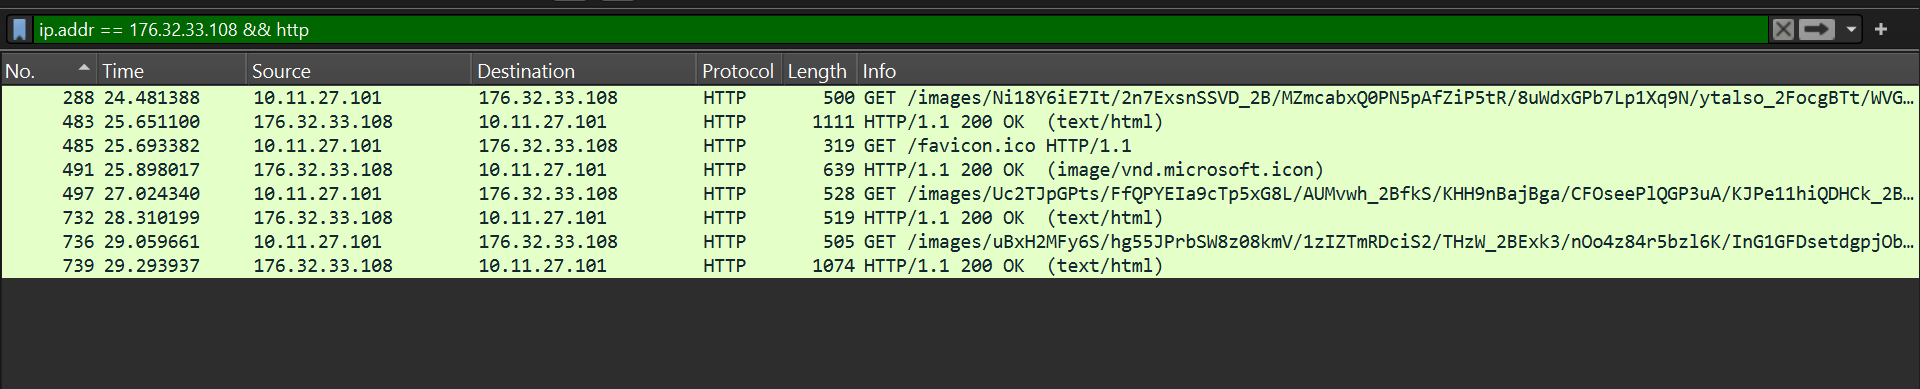 ip.addr == 176.32.33.108 && http
No. Time Source Destination Protocol Length Info
288 24.481388 10.11.27.101 176.32.33.108 HTTP 500 GET /images/Ni18Y6iE7It/2n7ExsnSSVD_2B/MZmcabxQ0PN5pAfZiP5tR/8uWdxGPb7Lp1Xq9N/ytalso_2FocgBTt/WVG…
483 25.651100 176.32.33.108 10.11.27.101 HTTP 1111 HTTP/1.1 200 OK (text/html)
485 25.693382 10.11.27.101 176.32.33.108 HTTP 319 GET /favicon.ico HTTP/1.1
491 25.898017 176.32.33.108 10.11.27.101 HTTP 639 HTTP/1.1 200 OK (image/vnd.microsoft.icon)
497 27.024340 10.11.27.101 176.32.33.108 HTTP 528 GET /images/Uc2TJpGPts/FfQPYEIa9cTp5xG8L/AUMvwh_2BfkS/KHH9nBajBga/CFOseePlQGP3uA/KJPe11hiQDHCk_2B…
732 28.310199 176.32.33.108 10.11.27.101 HTTP 519 HTTP/1.1 200 OK (text/html)
736 29.059661 10.11.27.101 176.32.33.108 HTTP 505 GET /images/uBxH2MFy6S/hg55JPrbSW8z08kmV/1zIZTmRDciS2/THzW_2BExk3/nOo4z84r5bzl6K/InG1GFDsetdgpjOb…
739 29.293937 176.32.33.108 10.11.27.101 HTTP 1074 HTTP/1.1 200 OK (text/html)